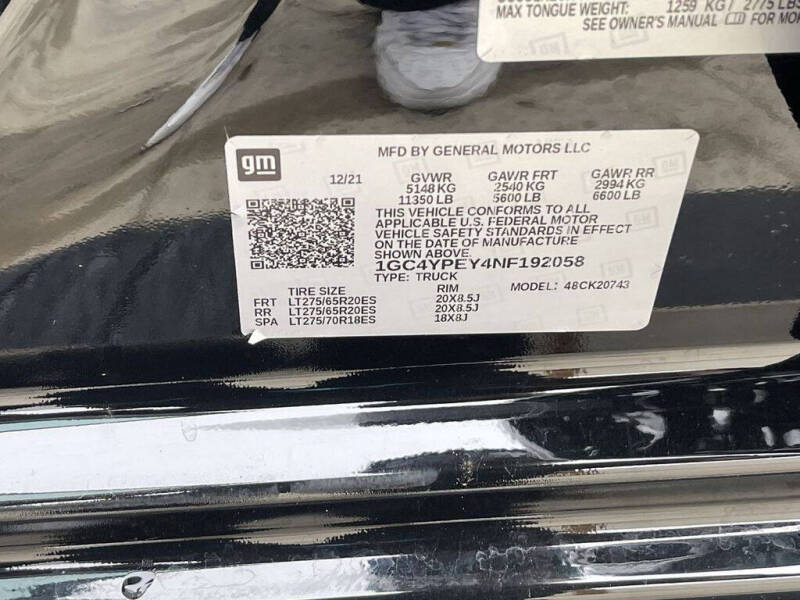 MAX TONGUE WEIGHT: 1259 KG / 2775 LBS
SEE OWNER'S MANUAL FOR MOR
gm
MFD BY GENERAL MOTORS LLC
12/21
GVWR GAWR FRT GAWR RR
5148 KG 2540 KG 2994 KG
11350 LB 5600 LB 6600 LB
THIS VEHICLE CONFORMS TO ALL
APPLICABLE U.S. FEDERAL MOTOR
VEHICLE SAFETY STANDARDS IN EFFECT
ON THE DATE OF MANUFACTURE
SHOWN ABOVE.
1GC4YPEY4NF192058
TYPE: TRUCK
TIRE SIZE RIM MODEL: 48CK20743
FRT LT275/65R20ES 20X8.5J
RR LT275/65R20ES 20X8.5J
SPA LT275/70R18ES 18X8J